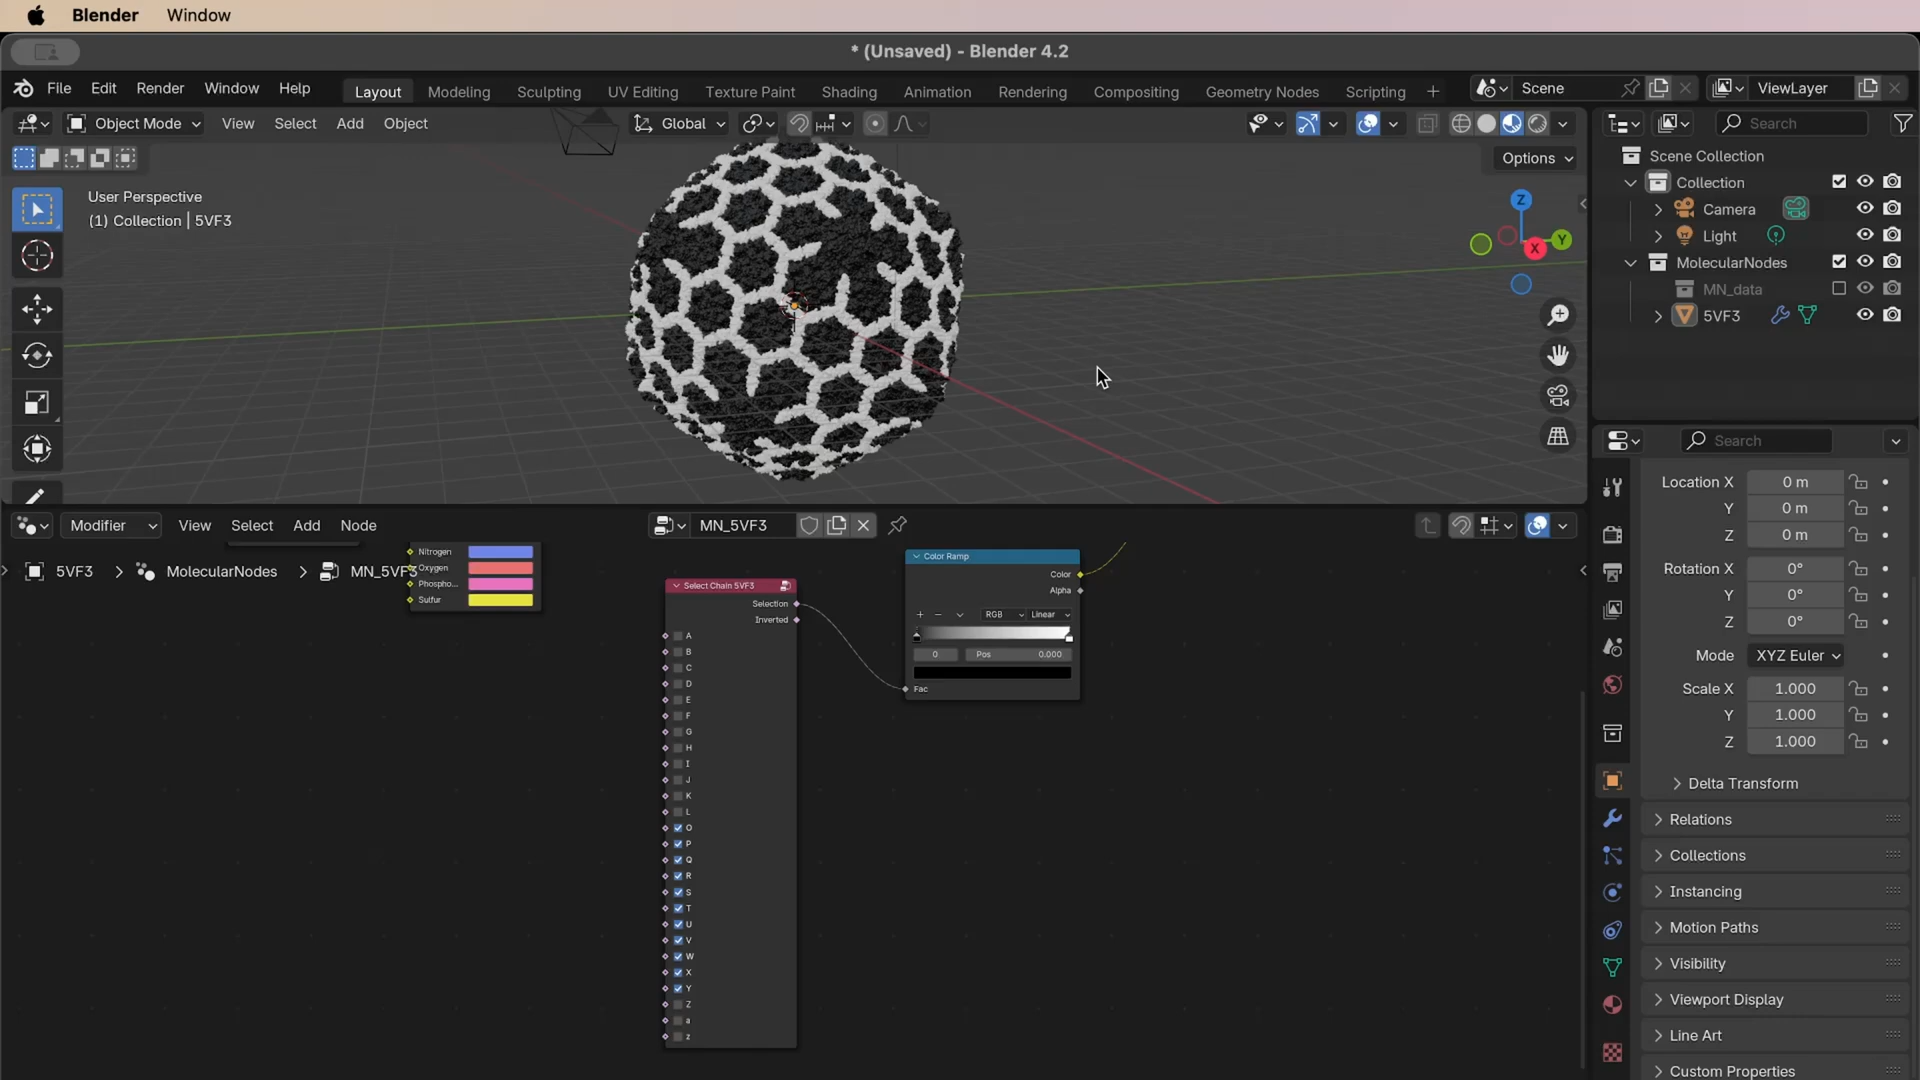 Blender Window
* (Unsaved) - Blender 4.2
File Edit Render Window Help Layout Modeling Sculpting UV Editing Texture Paint Shading Animation Rendering Compositing Geometry Nodes Scripting + Scene ViewLayer
Object Mode View Select Add Object Global Search
Options
User Perspective
(1) Collection | 5VF3
Z
Y
X
Scene Collection
Collection
Camera
Light
MolecularNodes
MN_data
5VF3
Search
Location X 0 m
Y 0 m
Z 0 m
Rotation X 0°
Y 0°
Z 0°
Mode XYZ Euler
Scale X 1.000
Y 1.000
Z 1.000
Delta Transform
Relations
Collections
Instancing
Motion Paths
Visibility
Viewport Display
Line Art
Custom Properties
Modifier View Select Add Node MN_5VF3
5VF3 > MolecularNodes > MN_5VF3
Nitrogen
Oxygen
Phospho...
Sulfur
Select Chain 5VF3
Selection
Inverted
A
B
C
D
E
F
G
H
I
J
K
L
O
P
Q
R
S
T
U
V
W
X
Y
Z
a
z
Color Ramp
Color
Alpha
+ − RGB Linear
0 Pos 0.000
Fac